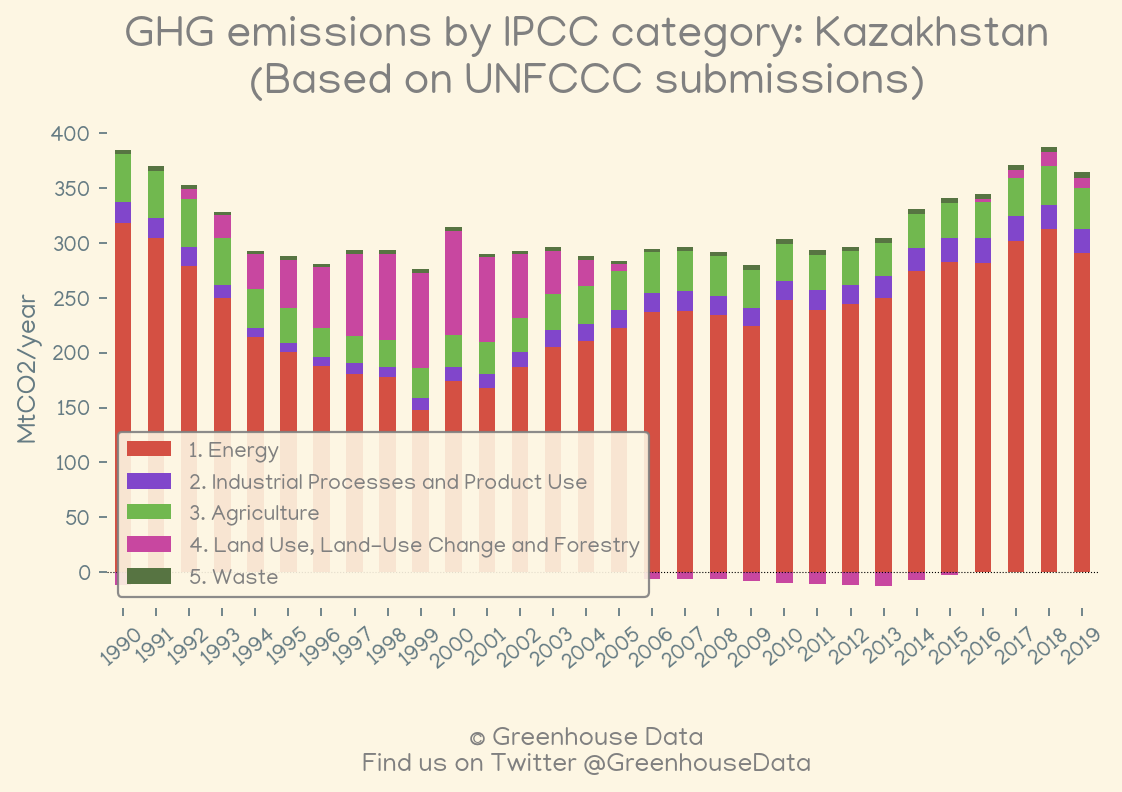 GHG emissions by IPCC category: Kazakhstan
(Based on UNFCCC submissions)
MtCO2/year
400
350
300
250
200
150
100
50
0
1. Energy
2. Industrial Processes and Product Use
3. Agriculture
4. Land Use, Land-Use Change and Forestry
5. Waste
1990 1991 1992 1993 1994 1995 1996 1997 1998 1999 2000 2001 2002 2003 2004 2005 2006 2007 2008 2009 2010 2011 2012 2013 2014 2015 2016 2017 2018 2019
© Greenhouse Data
Find us on Twitter @GreenhouseData